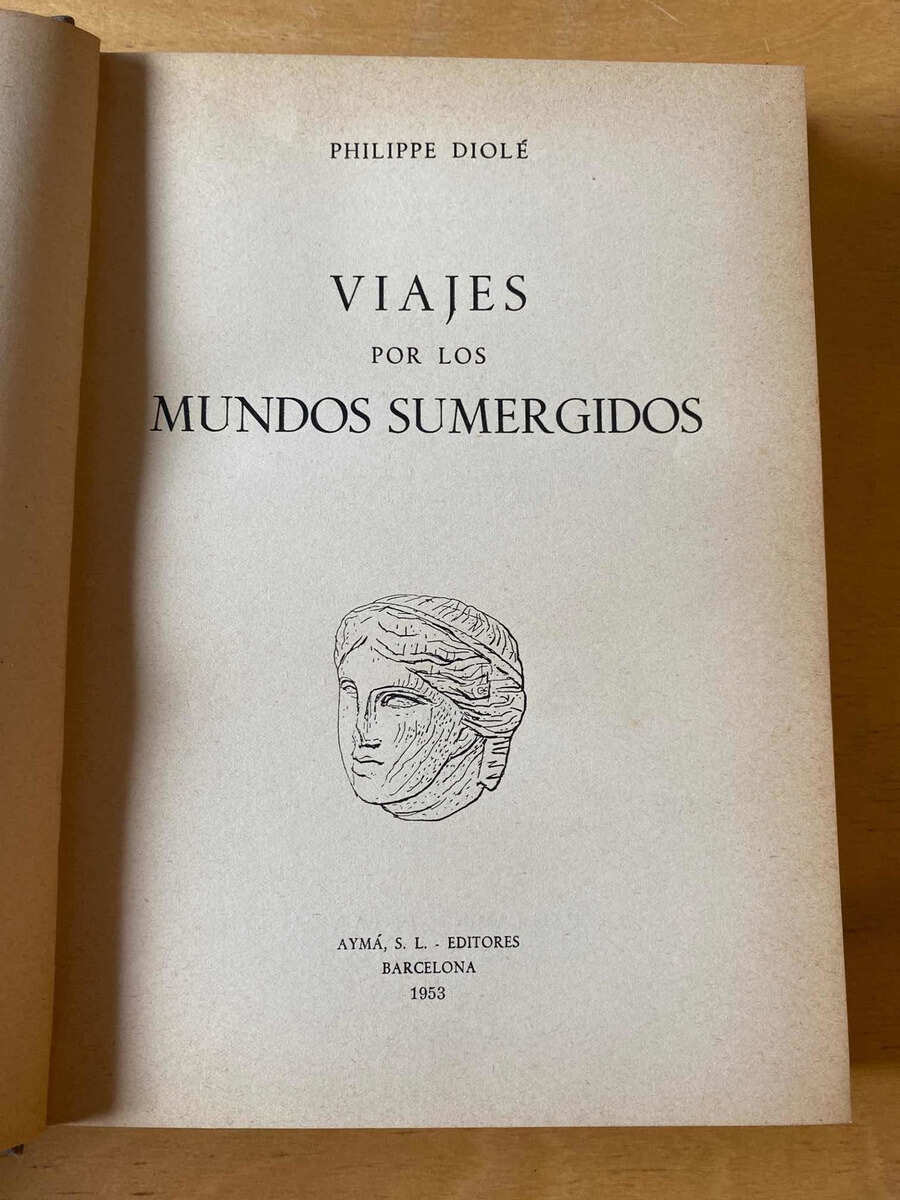 PHILIPPE DIOLÉ
VIAJES
POR LOS
MUNDOS SUMERGIDOS
AYMÁ, S. L. - EDITORES
BARCELONA
1953